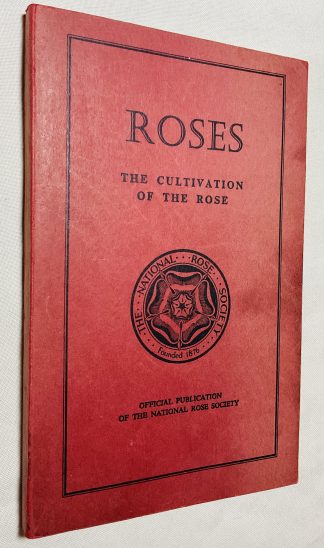 ROSES
THE CULTIVATION
OF THE ROSE
THE · NATIONAL · ROSE · SOCIETY
Founded 1876
OFFICIAL PUBLICATION
OF THE NATIONAL ROSE SOCIETY